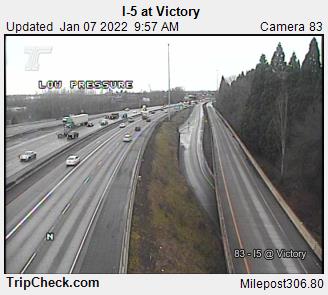 I-5 at Victory
Updated Jan 07 2022 9:57 AM Camera 83
T
LOW PRESSURE
N
83 - I5 @ Victory
TripCheck.com Milepost306.80